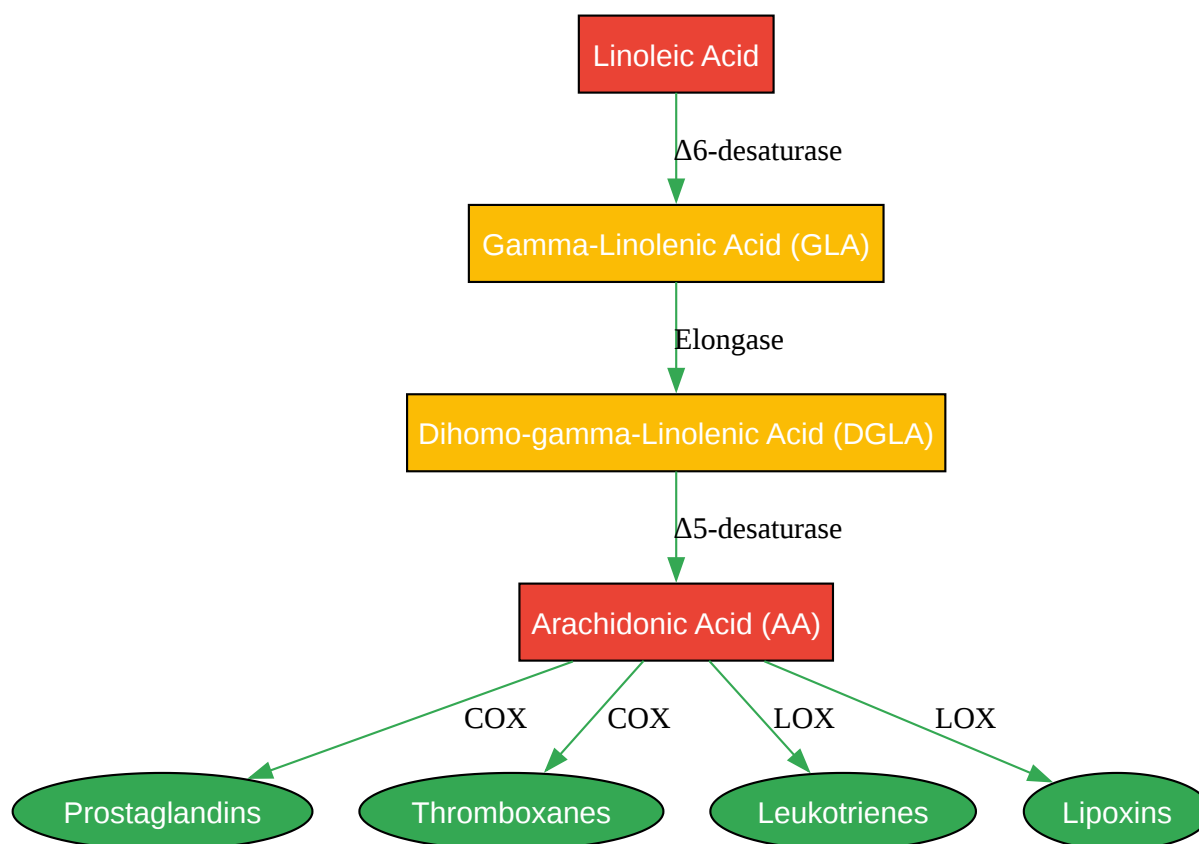 Linoleic Acid
Δ6-desaturase
Gamma-Linolenic Acid (GLA)
Elongase
Dihomo-gamma-Linolenic Acid (DGLA)
Δ5-desaturase
Arachidonic Acid (AA)
COX COX LOX LOX
Prostaglandins Thromboxanes Leukotrienes Lipoxins